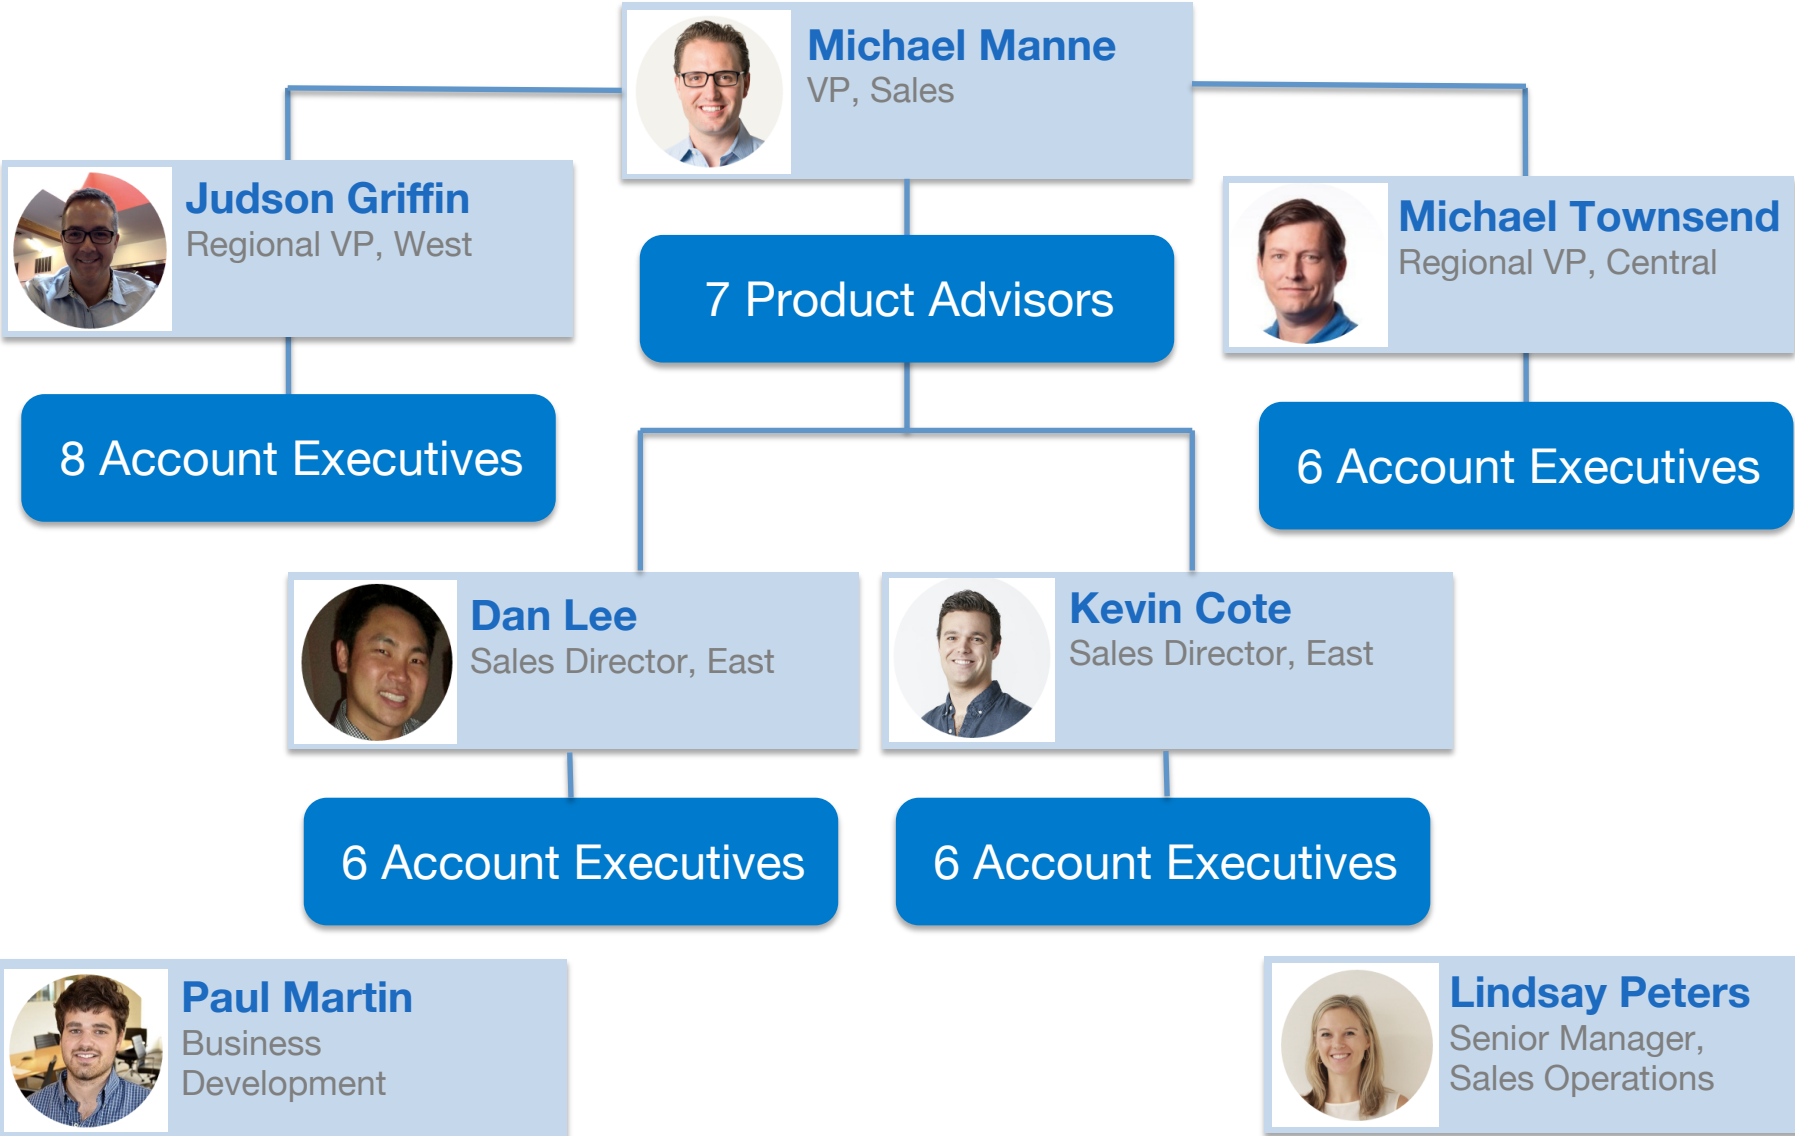 Michael Manne
VP, Sales
Judson Griffin
Regional VP, West
Michael Townsend
Regional VP, Central
7 Product Advisors
8 Account Executives
6 Account Executives
Dan Lee
Sales Director, East
Kevin Cote
Sales Director, East
6 Account Executives
6 Account Executives
Paul Martin
Business
Development
Lindsay Peters
Senior Manager,
Sales Operations